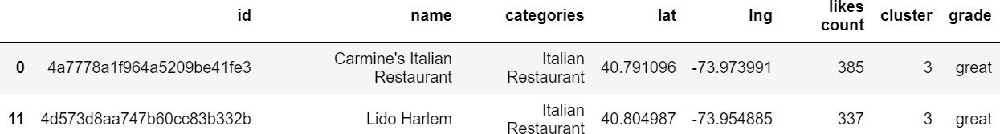 id name categories lat lng likes count cluster grade
0 4a7778a1f964a5209be41fe3 Carmine's Italian Restaurant Italian Restaurant 40.791096 -73.973991 385 3 great
11 4d573d8aa747b60cc83b332b Lido Harlem Italian Restaurant 40.804987 -73.954885 337 3 great